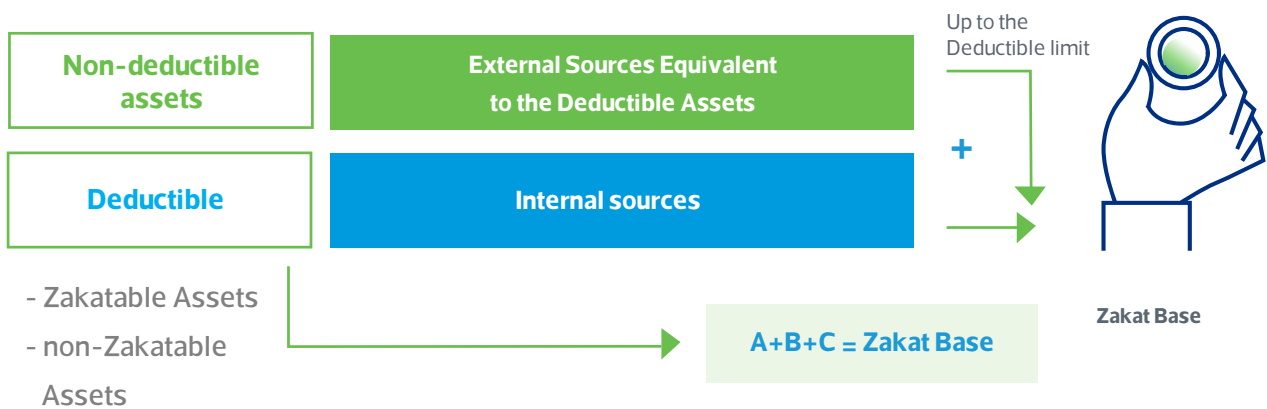 Non-deductible
assets
External Sources Equivalent
to the Deductible Assets
Up to the
Deductible limit
+
Deductible
Internal sources
- Zakatable Assets
- non-Zakatable
Assets
A+B+C = Zakat Base
Zakat Base